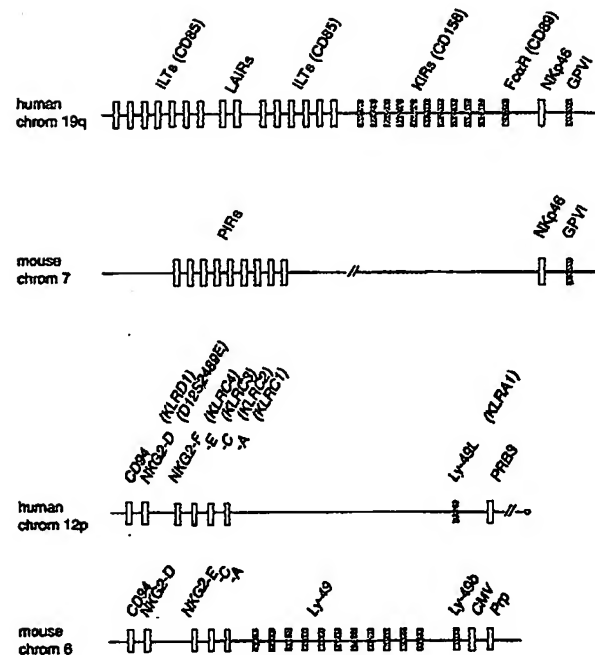 ILTs (CD85)
LAIRs
ILTs (CD85)
KIRs (CD158)
FcαR (CD89)
NKp46
GPVI
human
chrom 19q
PIRs
NKp46
GPVI
mouse
chrom 7
(KLRD1)
(D12S2489E)
(KLRC4)
(KLRC3)
(KLRC2)
(KLRC1)
(KLRA1)
CD94
NKG2-D
NKG2-F
-E
-C
-A
Ly-49L
PRB3
human
chrom 12p
CD94
NKG2-D
NKG2-E
-C
-A
Ly-49
Ly-49b
CMV
Prp
mouse
chrom 6